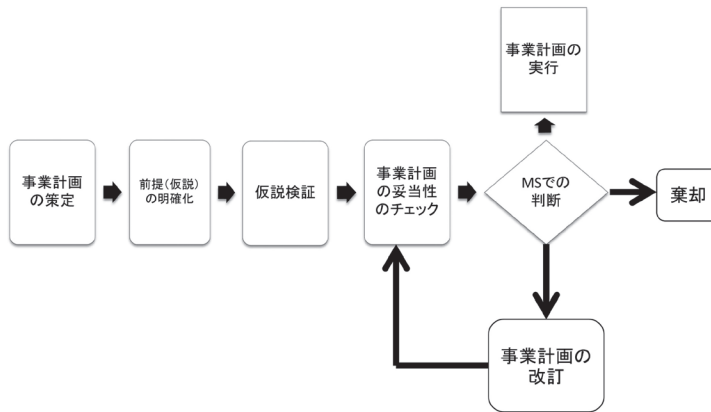 事業計画の
実行
事業計画
の策定
前提(仮説)
の明確化
仮説検証
事業計画
の妥当性
のチェック
MSでの
判断
棄却
事業計画の
改訂